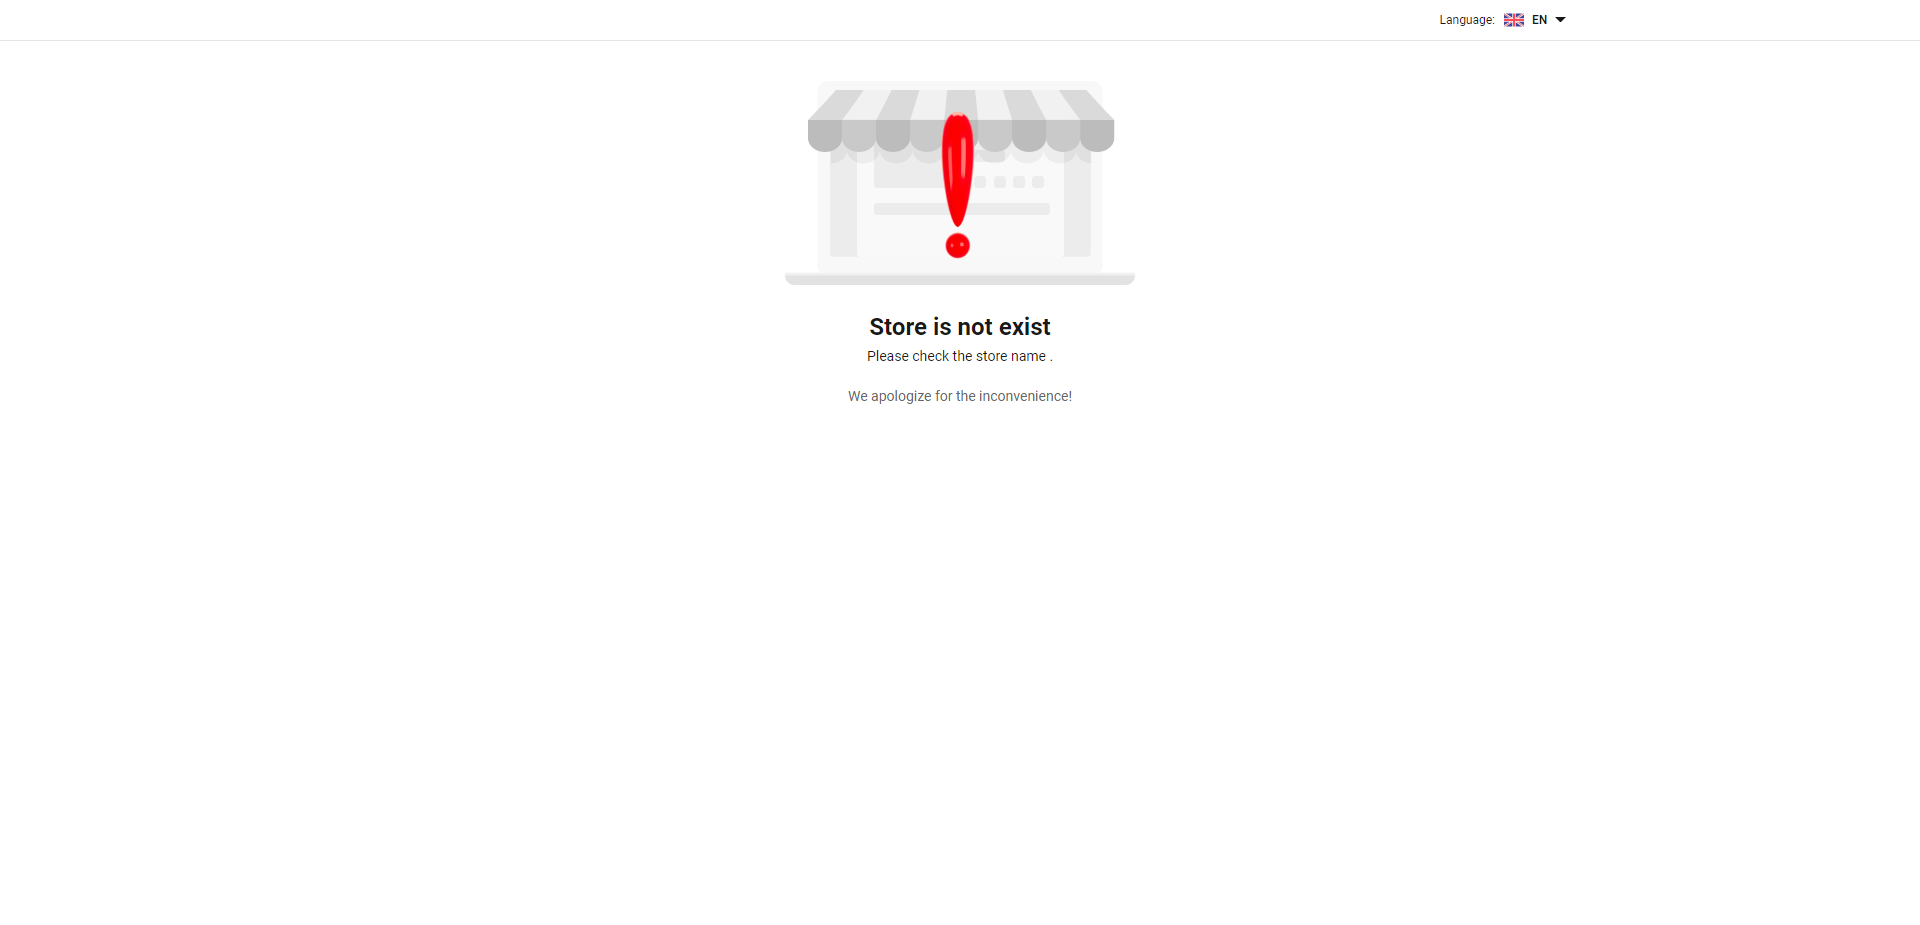 Language: EN
Store is not exist
Please check the store name .
We apologize for the inconvenience!